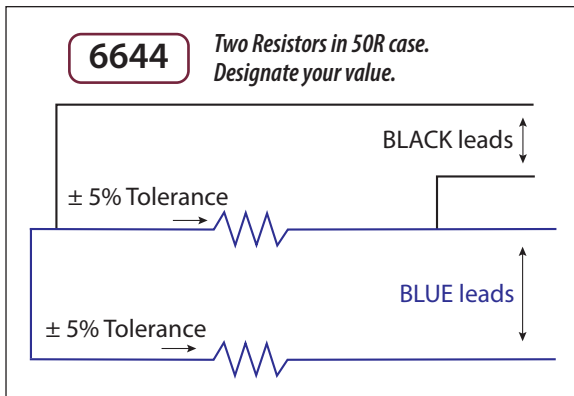 6644
Two Resistors in 50R case.
Designate your value.
BLACK leads
± 5% Tolerance
BLUE leads
± 5% Tolerance